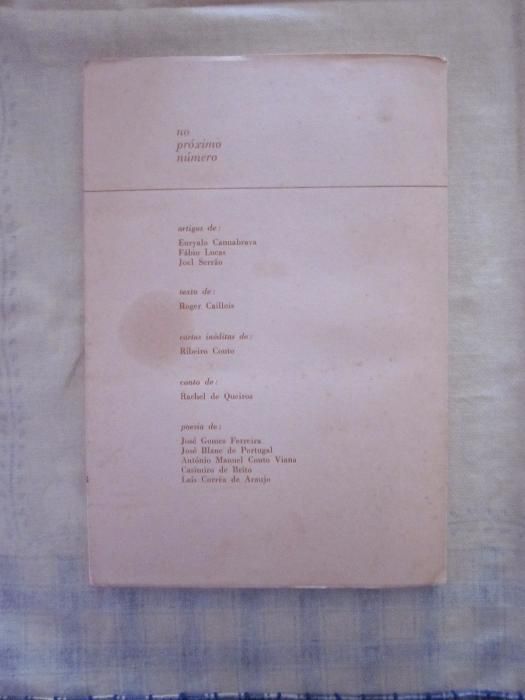 no
próximo
número
artigos de:
Euryalo Cannabrava
Fábio Lucas
Joel Serrão
texto de:
Roger Caillois
cartas inéditas de:
Ribeiro Couto
conto de:
Rachel de Queiroz
poesia de:
José Gomes Ferreira
José Blanc de Portugal
António Manuel Couto Viana
Casimiro de Brito
Laís Corrêa de Araujo